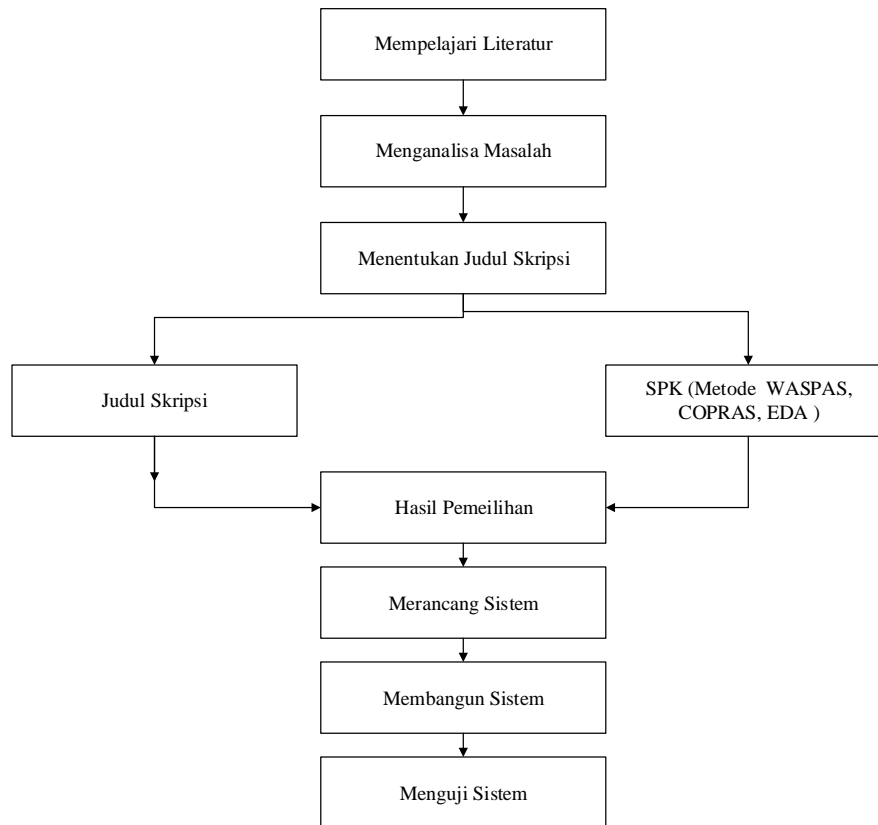 Mempelajari Literatur
Menganalisa Masalah
Menentukan Judul Skripsi
Judul Skripsi
SPK (Metode WASPAS,
COPRAS, EDA )
Hasil Pemeilihan
Merancang Sistem
Membangun Sistem
Menguji Sistem